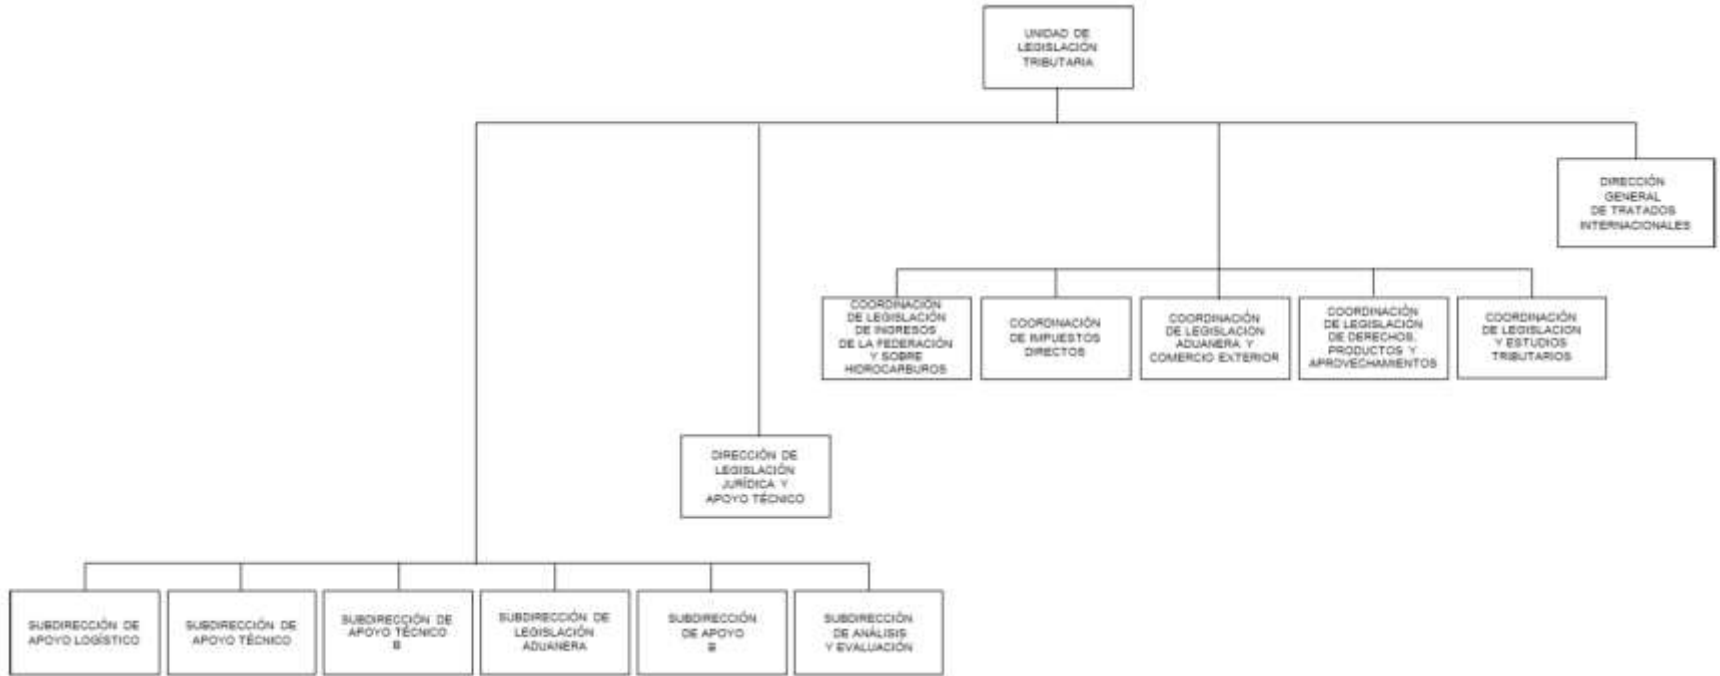 UNIDAD DE
LEGISLACIÓN
TRIBUTARIA
DIRECCIÓN
GENERAL
DE TRATADOS
INTERNACIONALES
COORDINACIÓN
DE LEGISLACIÓN
DE INGRESOS
DE LA FEDERACIÓN
Y SOBRE
HIDROCARBUROS
COORDINACIÓN
DE IMPUESTOS
DIRECTOS
COORDINACIÓN
DE LEGISLACIÓN
ADUANERA Y
COMERCIO EXTERIOR
COORDINACIÓN
DE LEGISLACIÓN
DE DERECHOS,
PRODUCTOS Y
APROVECHAMIENTOS
COORDINACIÓN
DE LEGISLACIÓN
Y ESTUDIOS
TRIBUTARIOS
DIRECCIÓN DE
LEGISLACIÓN
JURÍDICA Y
APOYO TÉCNICO
SUBDIRECCIÓN DE
APOYO LOGÍSTICO
SUBDIRECCIÓN DE
APOYO TÉCNICO
SUBDIRECCIÓN DE
APOYO TÉCNICO
B
SUBDIRECCIÓN DE
LEGISLACIÓN
ADUANERA
SUBDIRECCIÓN
DE APOYO
B
SUBDIRECCIÓN
DE ANÁLISIS
Y EVALUACIÓN